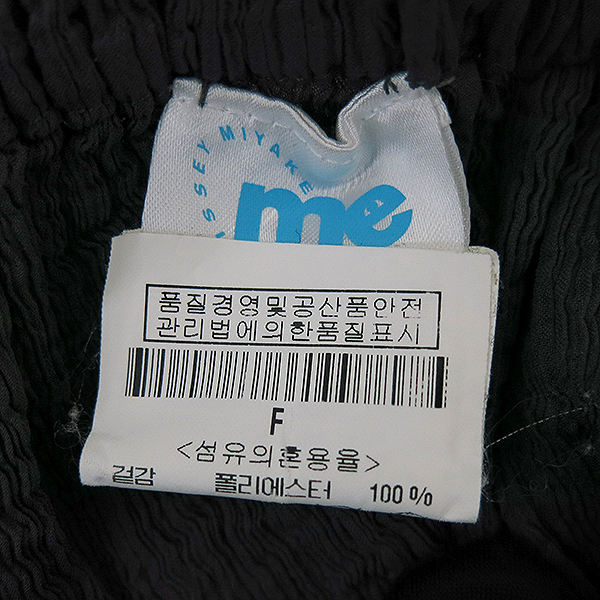 ISSEY MIYAKE
me
품질경영및공산품안전
관리법에의한품질표시
F
<섬유의혼용율>
겉감 폴리에스터 100%